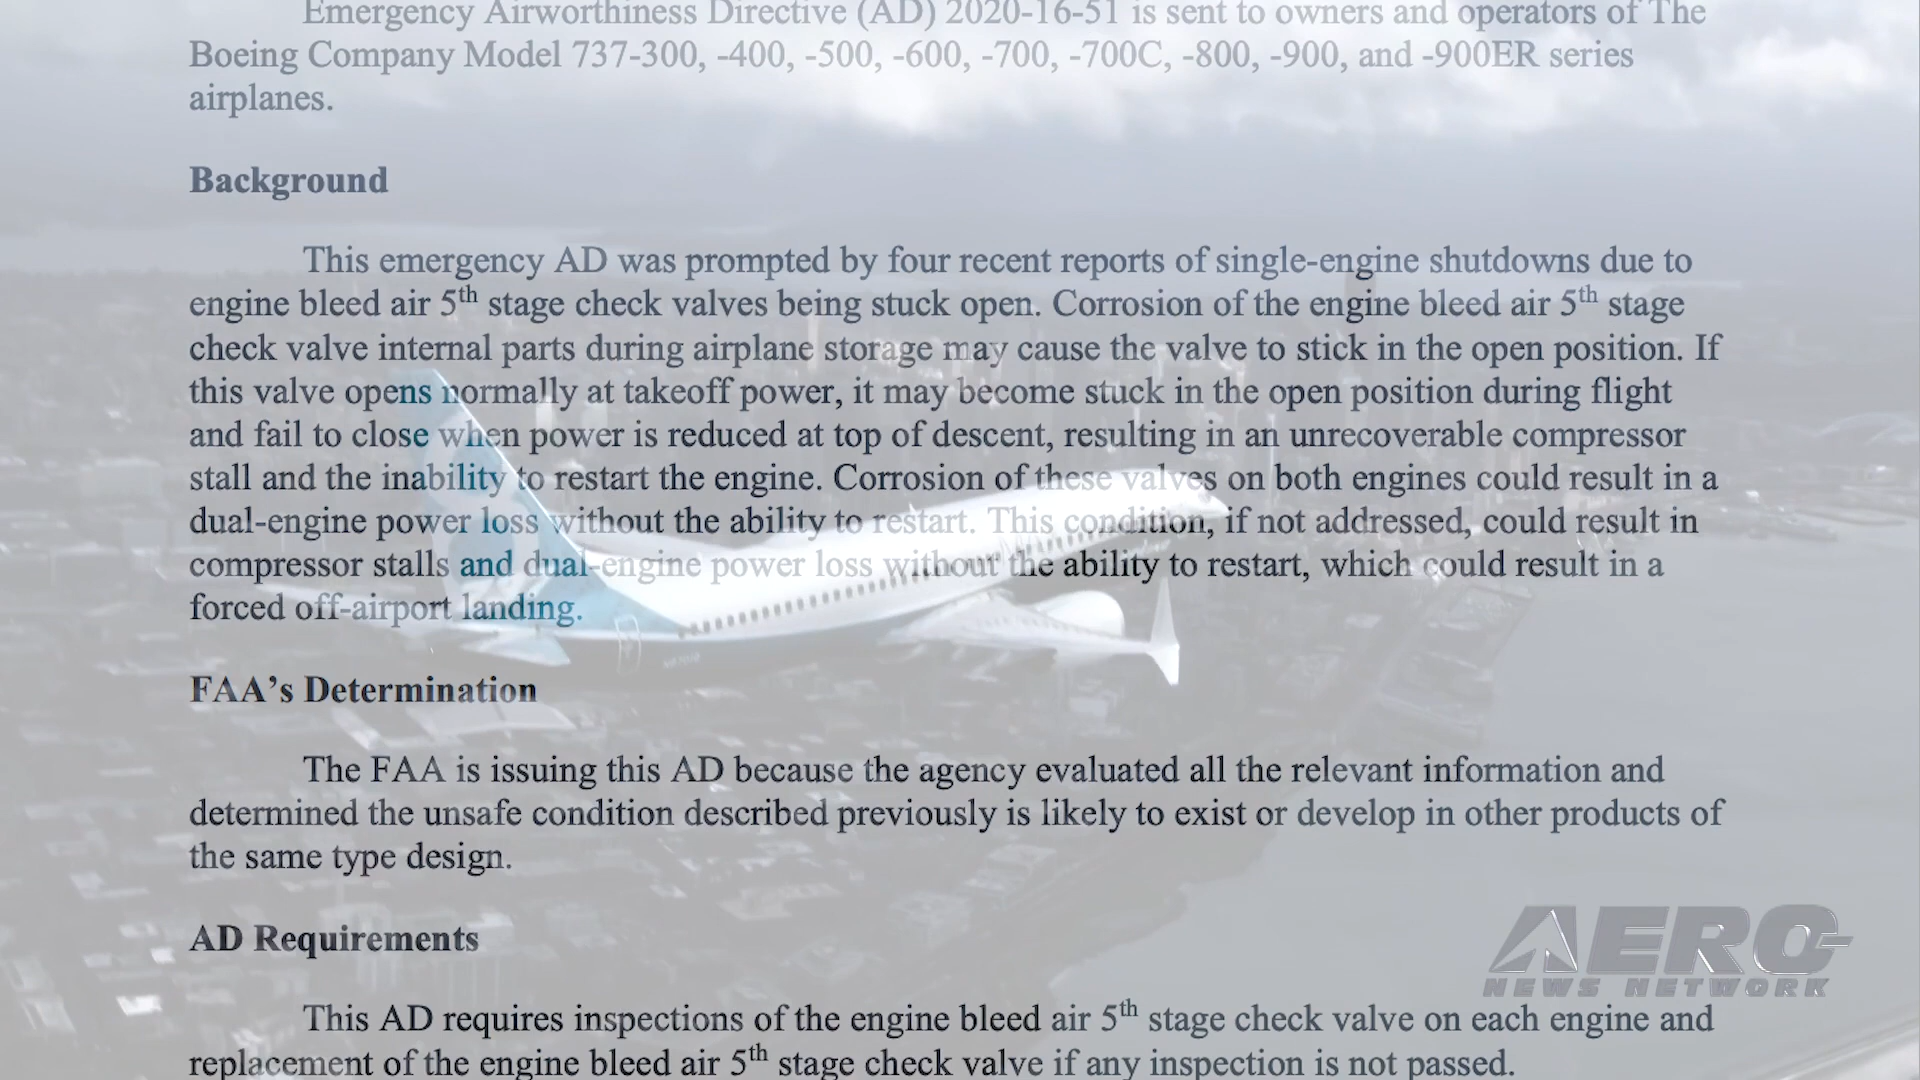 Emergency Airworthiness Directive (AD) 2020-16-51 is sent to owners and operators of The
Boeing Company Model 737-300, -400, -500, -600, -700, -700C, -800, -900, and -900ER series
airplanes.
Background
This emergency AD was prompted by four recent reports of single-engine shutdowns due to
engine bleed air 5th stage check valves being stuck open. Corrosion of the engine bleed air 5th stage
check valve internal parts during airplane storage may cause the valve to stick in the open position. If
this valve opens normally at takeoff power, it may become stuck in the open position during flight
and fail to close when power is reduced at top of descent, resulting in an unrecoverable compressor
stall and the inability to restart the engine. Corrosion of these valves on both engines could result in a
dual-engine power loss without the ability to restart. This condition, if not addressed, could result in
compressor stalls and dual-engine power loss without the ability to restart, which could result in a
forced off-airport landing.
FAA's Determination
The FAA is issuing this AD because the agency evaluated all the relevant information and
determined the unsafe condition described previously is likely to exist or develop in other products of
the same type design.
AD Requirements
This AD requires inspections of the engine bleed air 5th stage check valve on each engine and
replacement of the engine bleed air 5th stage check valve if any inspection is not passed.
AERO-
NEWS NETWORK